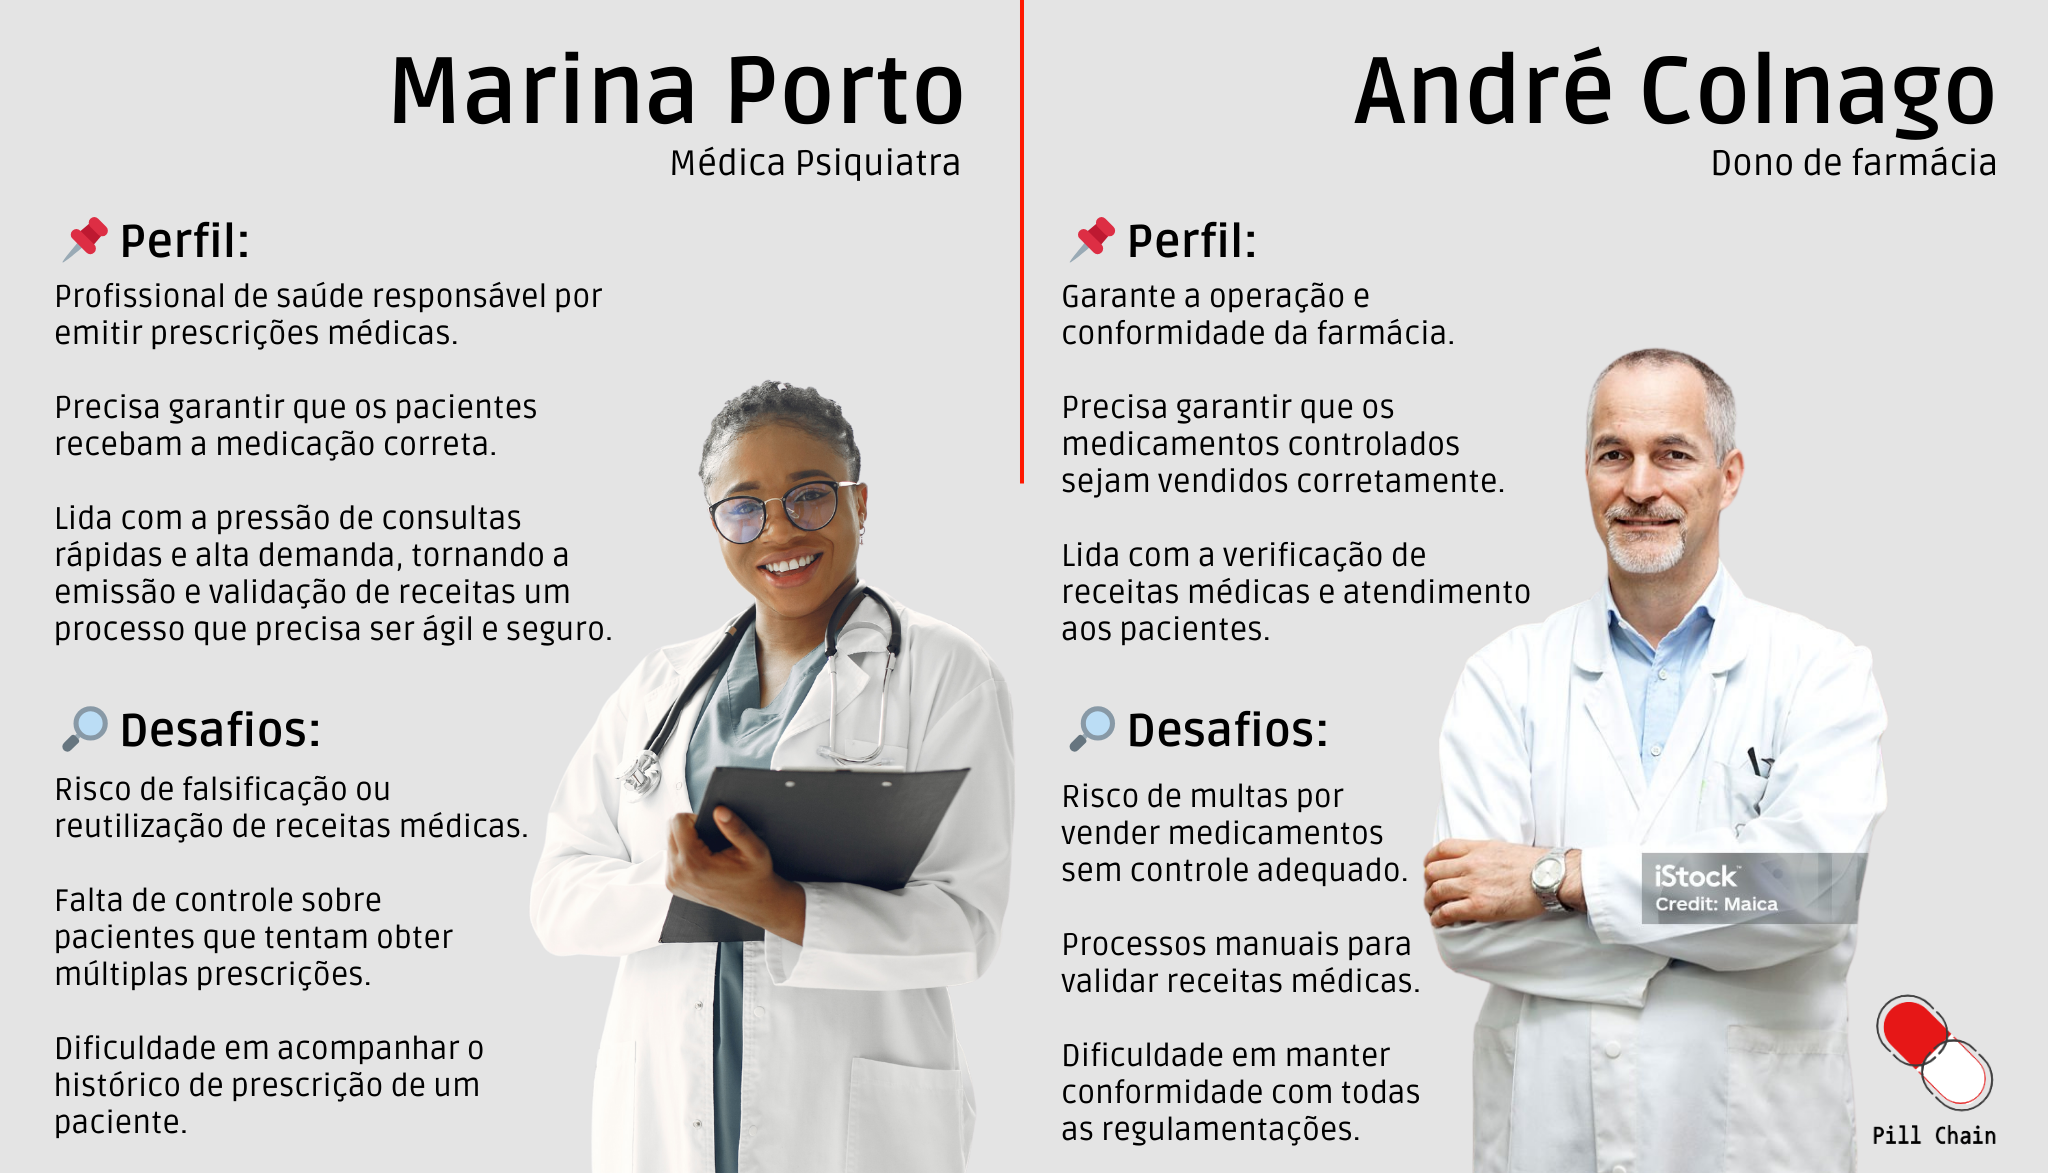 Marina Porto
Médica Psiquiatra
Perfil:
Profissional de saúde responsável por
emitir prescrições médicas.
Precisa garantir que os pacientes
recebam a medicação correta.
Lida com a pressão de consultas
rápidas e alta demanda, tornando a
emissão e validação de receitas um
processo que precisa ser ágil e seguro.
Desafios:
Risco de falsificação ou
reutilização de receitas médicas.
Falta de controle sobre
pacientes que tentam obter
múltiplas prescrições.
Dificuldade em acompanhar o
histórico de prescrição de um
paciente.
André Colnago
Dono de farmácia
Perfil:
Garante a operação e
conformidade da farmácia.
Precisa garantir que os
medicamentos controlados
sejam vendidos corretamente.
Lida com a verificação de
receitas médicas e atendimento
aos pacientes.
Desafios:
Risco de multas por
vender medicamentos
sem controle adequado.
Processos manuais para
validar receitas médicas.
Dificuldade em manter
conformidade com todas
as regulamentações.
iStock™
Credit: Maica
Pill Chain